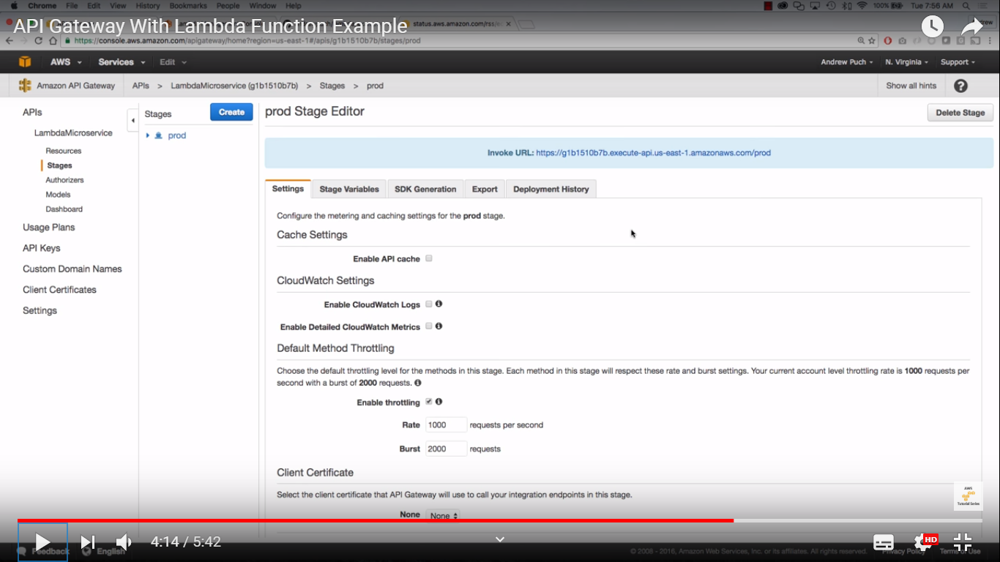 Chrome File Edit View History Bookmarks People Window Help 100% Tue 7:56 AM
API Gateway With Lambda Function Example
status.aws.amazon.com/rss/
https://console.aws.amazon.com/apigateway/home?region=us-east-1#/apis/g1b1510b7b/stages/prod
AWS Services Edit Andrew Puch N. Virginia Support
Amazon API Gateway APIs > LambdaMicroservice (g1b1510b7b) > Stages > prod Show all hints ?
APIs
LambdaMicroservice
Resources
Stages
Authorizers
Models
Dashboard
Usage Plans
API Keys
Custom Domain Names
Client Certificates
Settings
Stages Create
prod
prod Stage Editor Delete Stage
Invoke URL: https://g1b1510b7b.execute-api.us-east-1.amazonaws.com/prod
Settings Stage Variables SDK Generation Export Deployment History
Configure the metering and caching settings for the prod stage.
Cache Settings
Enable API cache
CloudWatch Settings
Enable CloudWatch Logs
Enable Detailed CloudWatch Metrics
Default Method Throttling
Choose the default throttling level for the methods in this stage. Each method in this stage will respect these rate and burst settings. Your current account level throttling rate is 1000 requests per
second with a burst of 2000 requests.
Enable throttling
Rate 1000 requests per second
Burst 2000 requests
Client Certificate
Select the client certificate that API Gateway will use to call your integration endpoints in this stage.
None None
AWS
Tutorial Series
4:14 / 5:42 HD
Feedback English © 2008 - 2016, Amazon Web Services, Inc. or its affiliates. All rights reserved. Privacy Policy Terms of Use